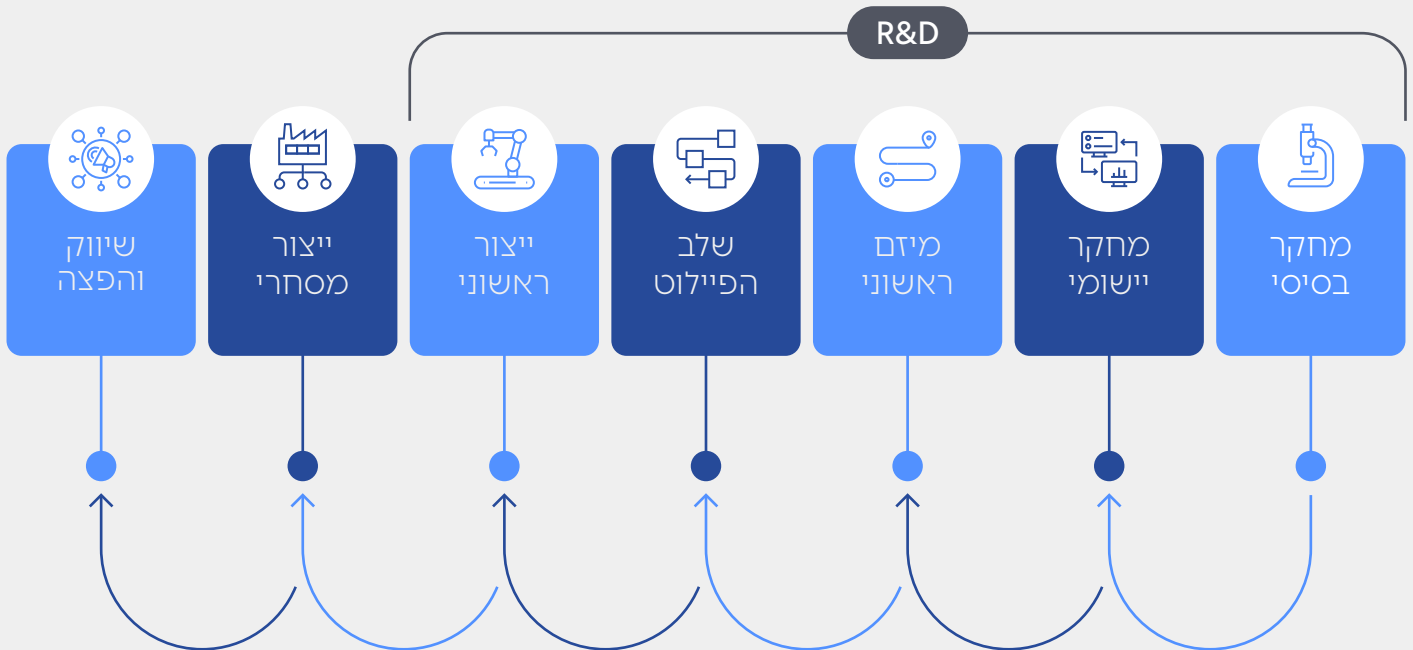 R&D
מחקר
בסיסי
מחקר
יישומי
מיזם
ראשוני
שלב
הפיילוט
ייצור
ראשוני
ייצור
מסחרי
שיווק
והפצה